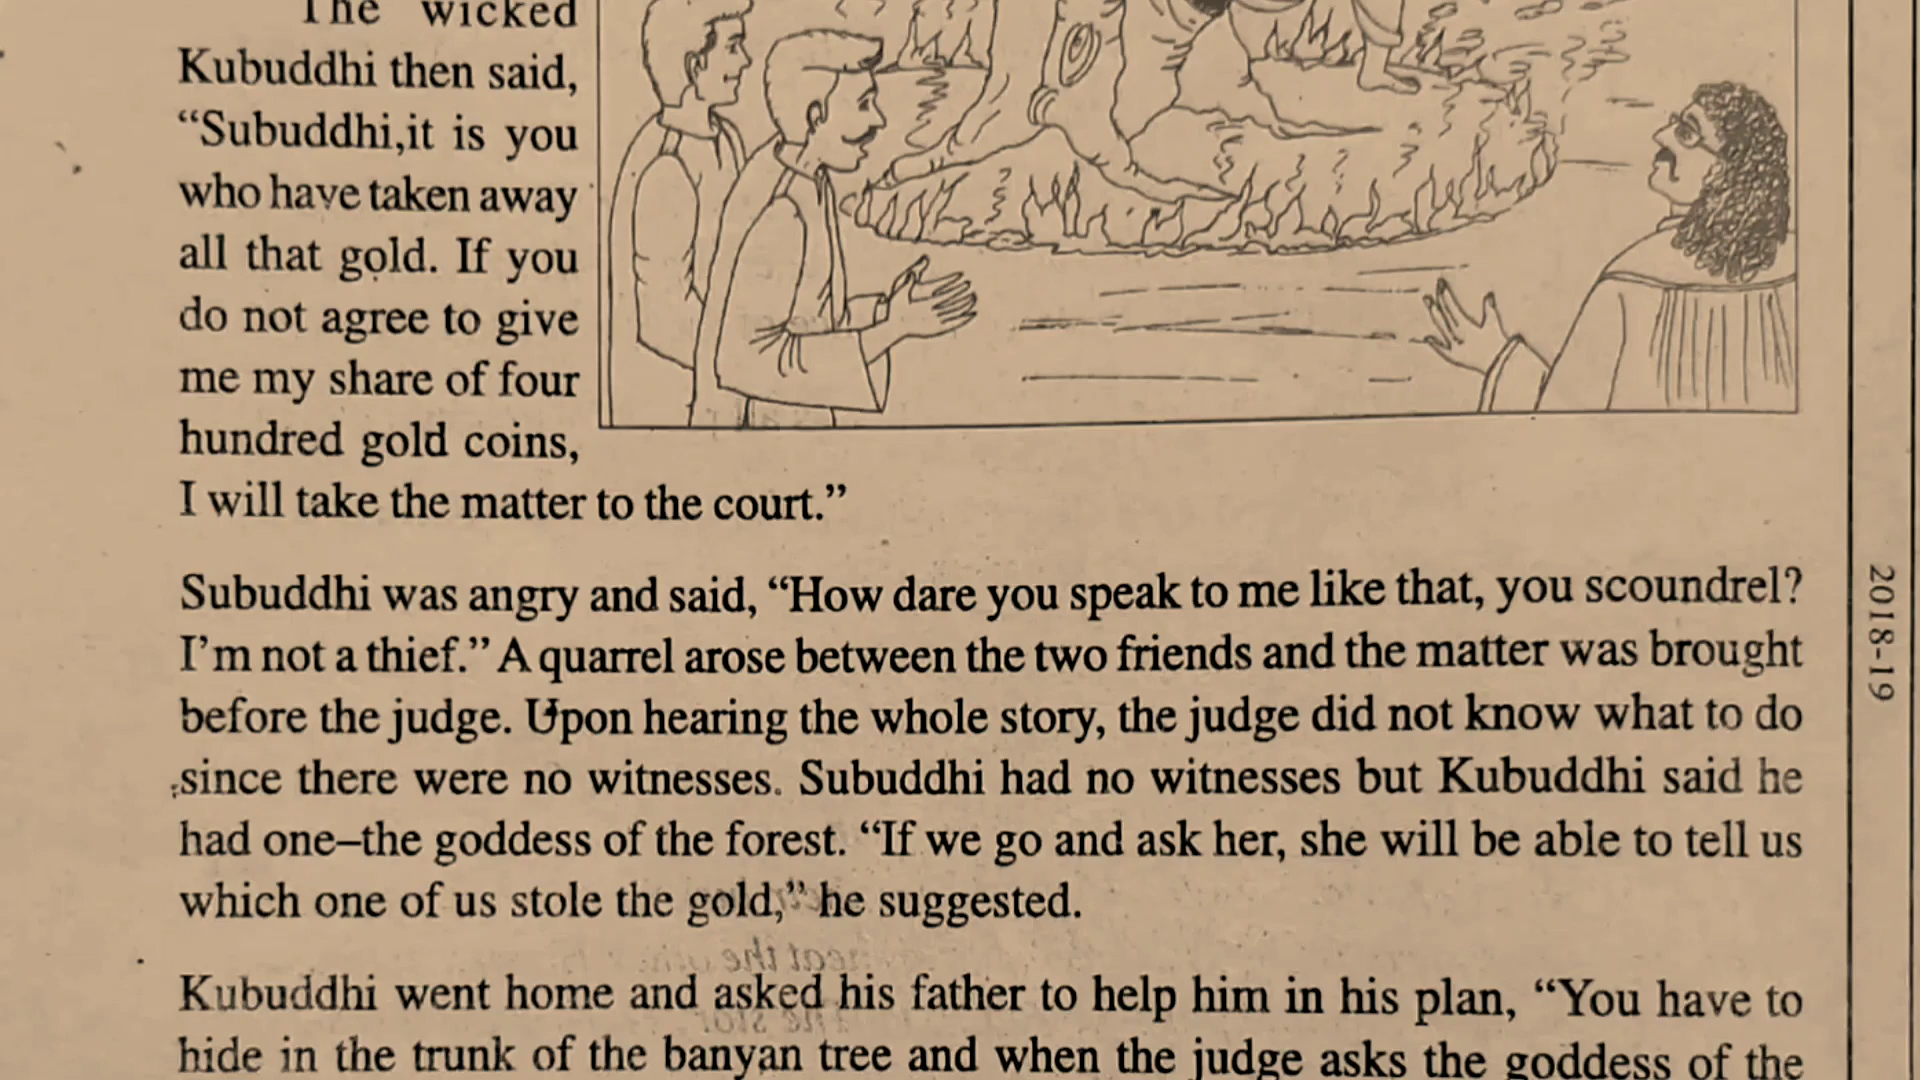 The wicked
Kubuddhi then said,
“Subuddhi,it is you
who have taken away
all that gold. If you
do not agree to give
me my share of four
hundred gold coins,
I will take the matter to the court.”
Subuddhi was angry and said, “How dare you speak to me like that, you scoundrel?
I’m not a thief.” A quarrel arose between the two friends and the matter was brought
before the judge. Upon hearing the whole story, the judge did not know what to do
since there were no witnesses. Subuddhi had no witnesses but Kubuddhi said he
had one–the goddess of the forest. “If we go and ask her, she will be able to tell us
which one of us stole the gold,” he suggested.
Kubuddhi went home and asked his father to help him in his plan, “You have to
hide in the trunk of the banyan tree and when the judge asks the goddess of the
2018-19